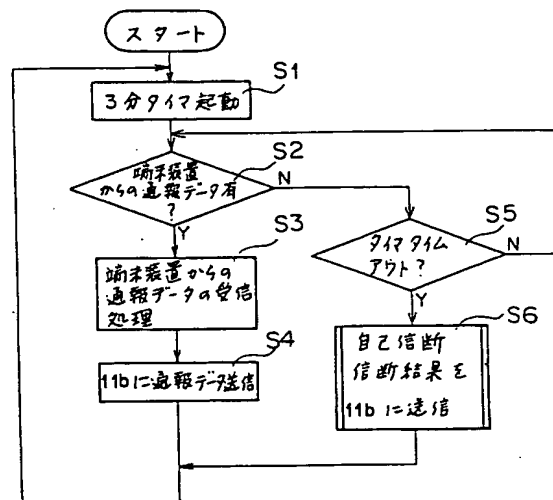 スタート
S1
3分タイマ起動
S2
端末装置
からの通報データ有
?
N
Y
S3
端末装置からの
通報データの受信
処理
S4
11bに通報データ送信
S5
タイマタイム
アウト?
N
Y
S6
自己信断
信断結果を
11bに送信